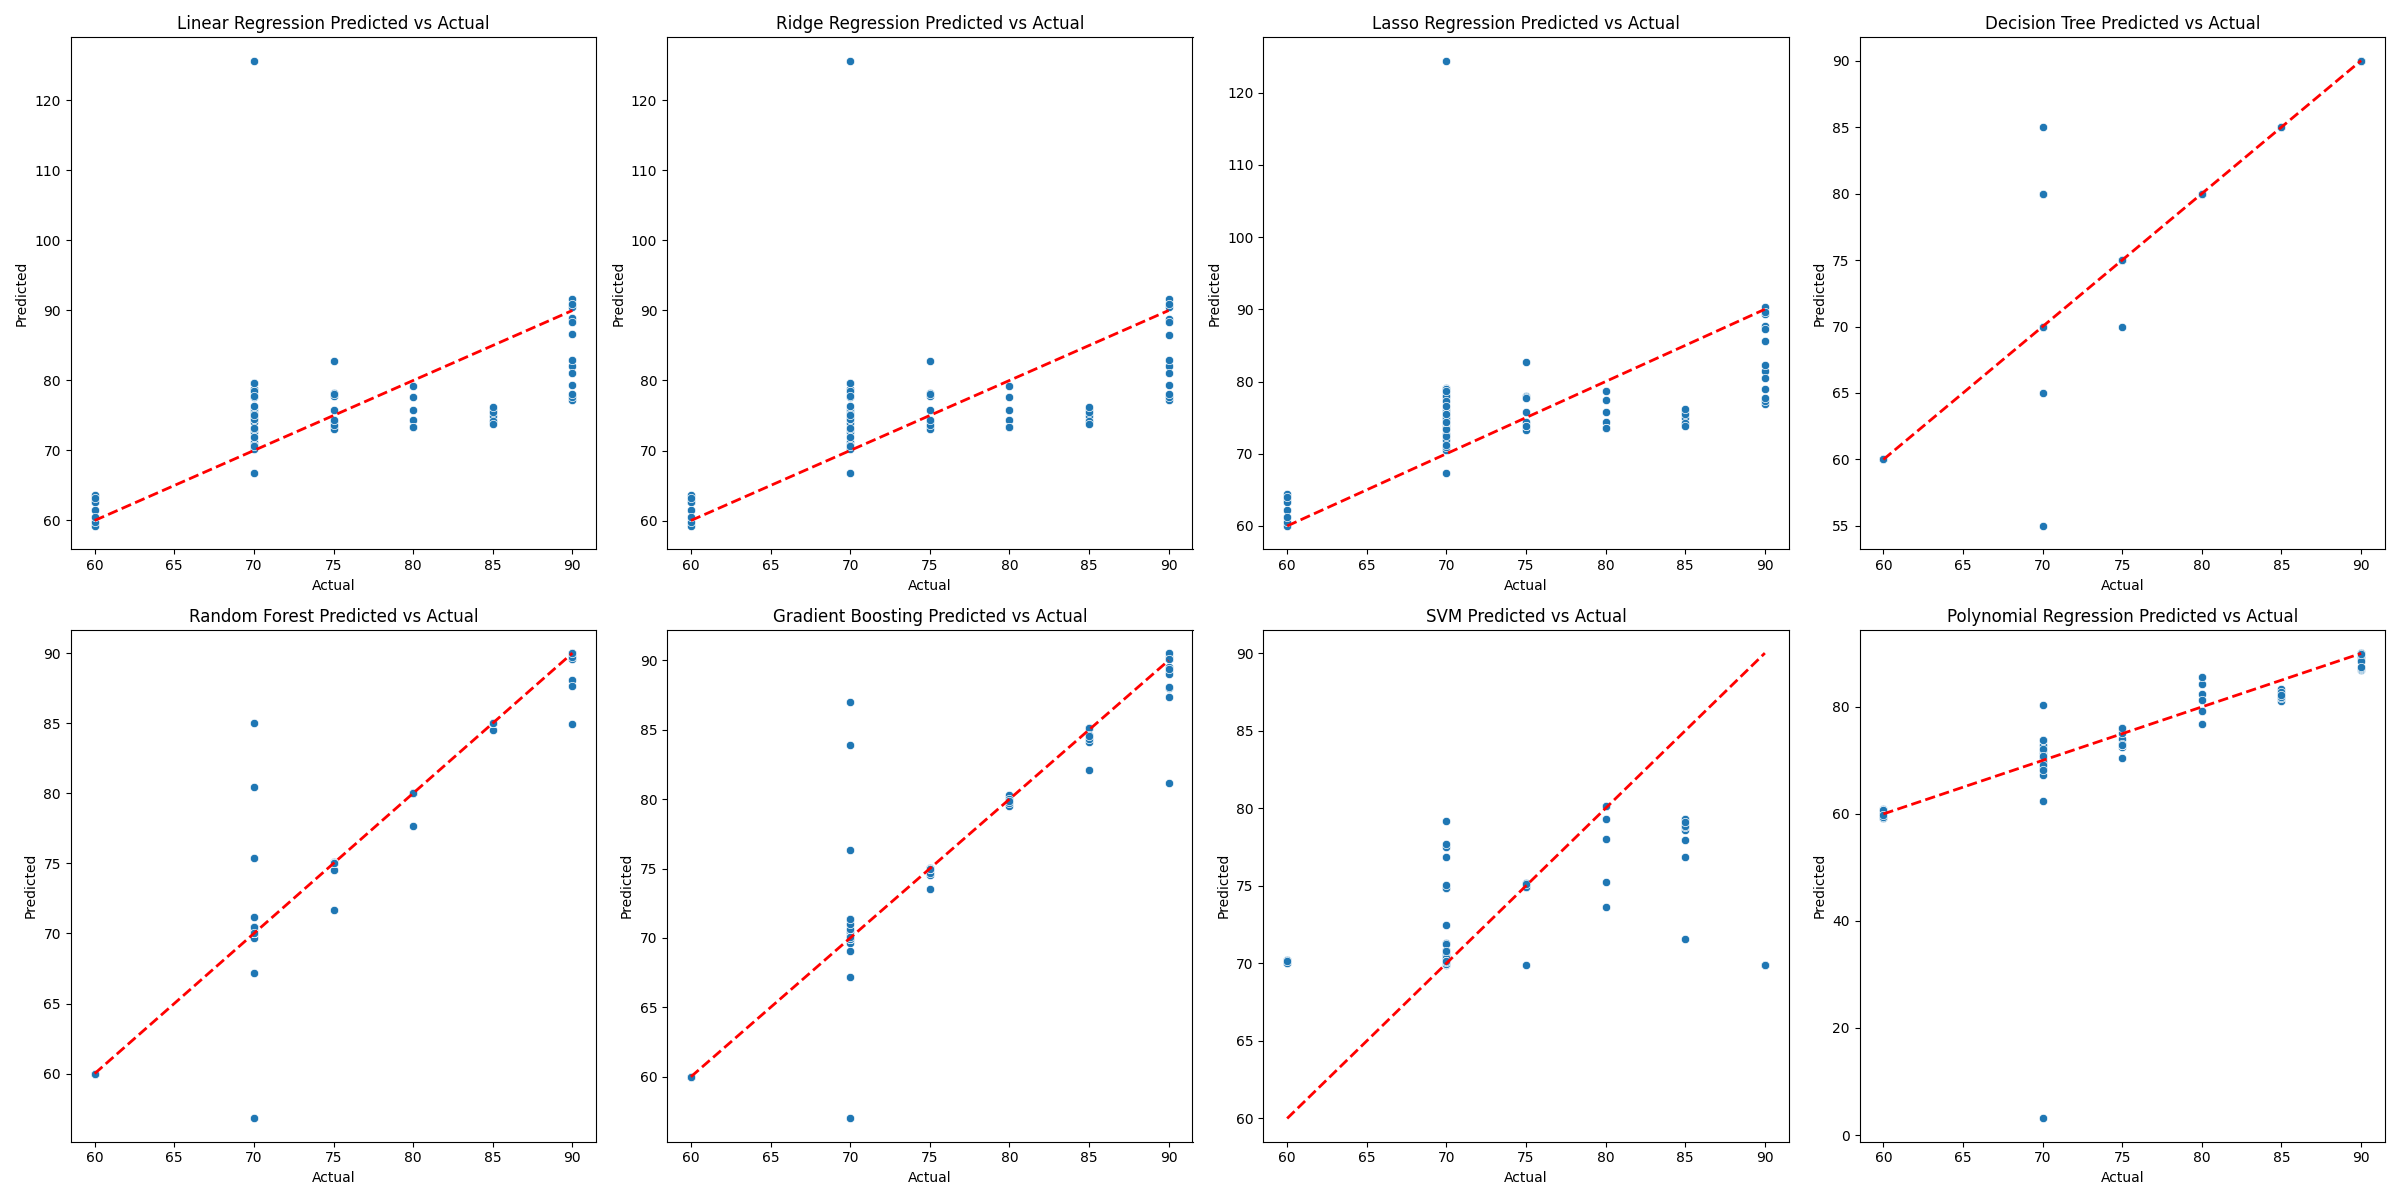 Linear Regression Predicted vs Actual
Predicted
120
110
100
90
80
70
60
60 65 70 75 80 85 90
Actual
Ridge Regression Predicted vs Actual
Predicted
120
110
100
90
80
70
60
60 65 70 75 80 85 90
Actual
Lasso Regression Predicted vs Actual
Predicted
120
110
100
90
80
70
60
60 65 70 75 80 85 90
Actual
Decision Tree Predicted vs Actual
Predicted
90
85
80
75
70
65
60
55
60 65 70 75 80 85 90
Actual
Random Forest Predicted vs Actual
Predicted
90
85
80
75
70
65
60
60 65 70 75 80 85 90
Actual
Gradient Boosting Predicted vs Actual
Predicted
90
85
80
75
70
65
60
60 65 70 75 80 85 90
Actual
SVM Predicted vs Actual
Predicted
90
85
80
75
70
65
60
60 65 70 75 80 85 90
Actual
Polynomial Regression Predicted vs Actual
Predicted
80
60
40
20
0
60 65 70 75 80 85 90
Actual